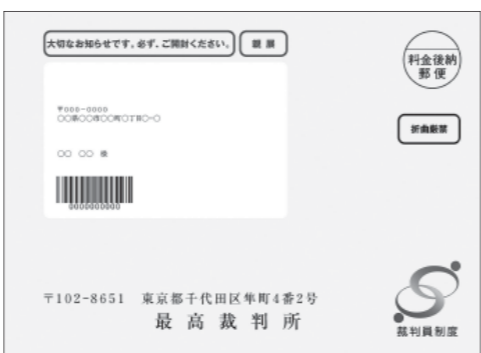 大切なお知らせです。必ず、ご開封ください。
親展
料金後納
郵便
折曲厳禁
〒000-0000
○○県○○市○○町○丁目○-○
○○ ○○ 様
0000000000
〒102-8651 東京都千代田区隼町4番2号
最高裁判所
裁判員制度